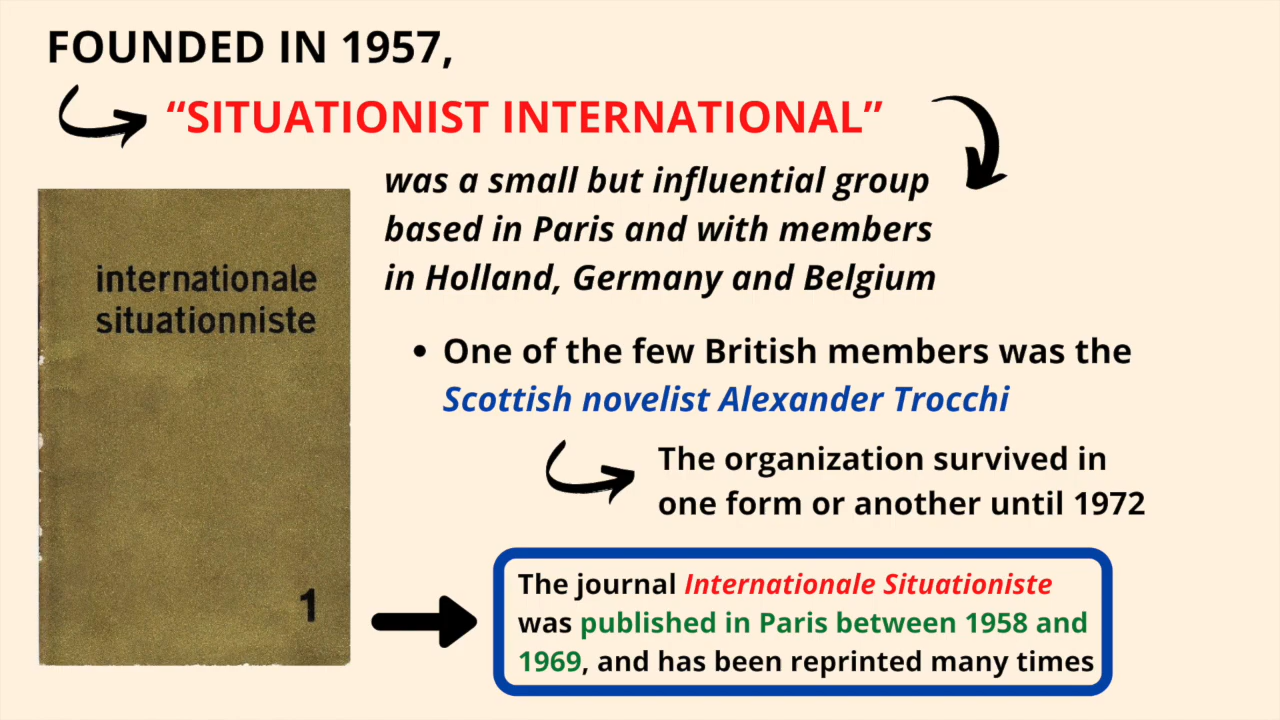 FOUNDED IN 1957,
“SITUATIONIST INTERNATIONAL”
was a small but influential group
based in Paris and with members
in Holland, Germany and Belgium
internationale
situationniste
1
• One of the few British members was the
Scottish novelist Alexander Trocchi
The organization survived in
one form or another until 1972
The journal Internationale Situationiste
was published in Paris between 1958 and
1969, and has been reprinted many times